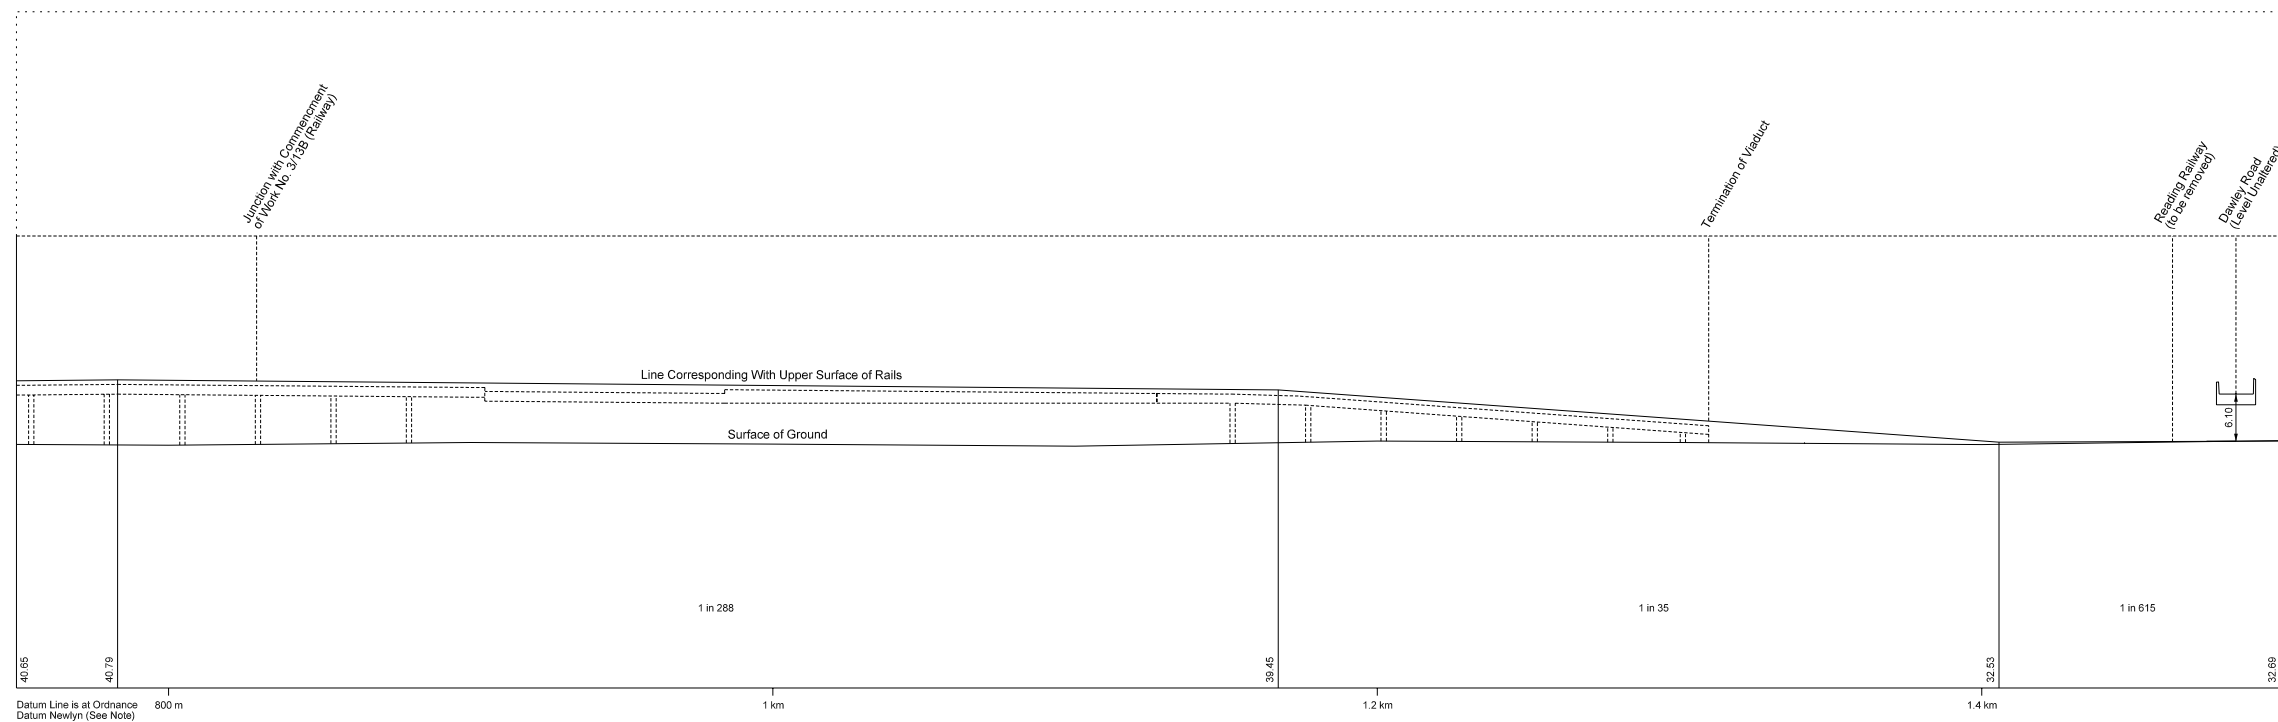 Junction with Commencment
of Work No. 3/13B (Railway)
Termination of Viaduct
Reading Railway
(to be removed)
Dawley Road
(Level Unaltered)
Line Corresponding With Upper Surface of Rails
Surface of Ground
6.10
1 in 288
1 in 35
1 in 615
40.65
40.79
39.45
32.53
32.69
Datum Line is at Ordnance
Datum Newlyn (See Note)
800 m
1 km
1.2 km
1.4 km